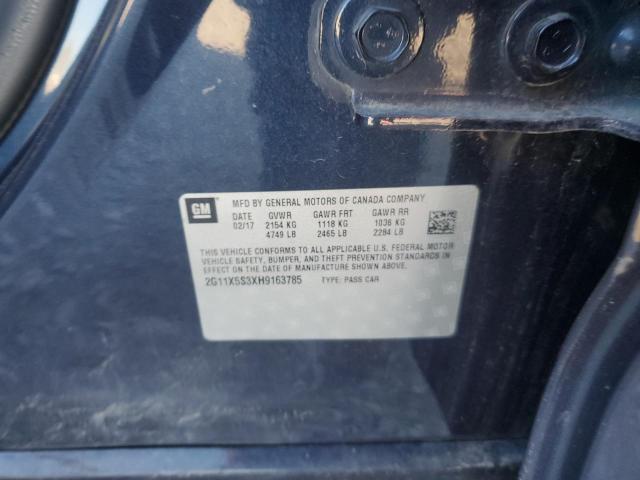 GM
MFD BY GENERAL MOTORS OF CANADA COMPANY
DATE GVWR GAWR FRT GAWR RR
02/17 2154 KG 1118 KG 1036 KG
4749 LB 2465 LB 2284 LB
THIS VEHICLE CONFORMS TO ALL APPLICABLE U.S. FEDERAL MOTOR
VEHICLE SAFETY, BUMPER, AND THEFT PREVENTION STANDARDS IN
EFFECT ON THE DATE OF MANUFACTURE SHOWN ABOVE.
2G11X5S3XH9163785 TYPE: PASS CAR